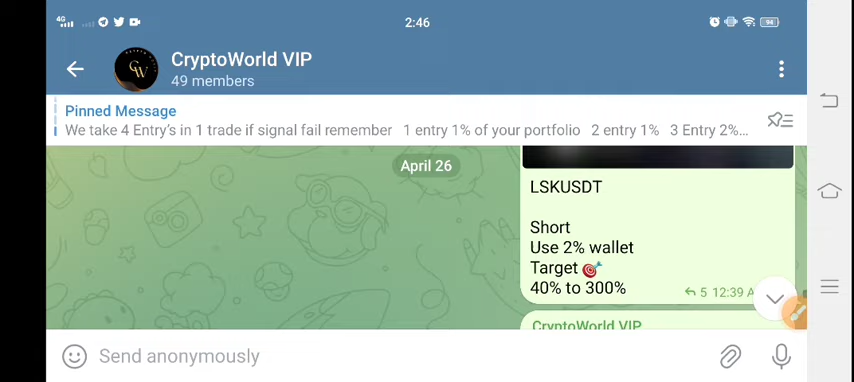 4G
2:46
94
CryptoWorld VIP
49 members
Pinned Message
We take 4 Entry's in 1 trade if signal fail remember 1 entry 1% of your portfolio 2 entry 1% 3 Entry 2%...
April 26
LSKUSDT
Short
Use 2% wallet
Target 🎯
40% to 300%
5 12:39 A
CryptoWorld VIP
Send anonymously